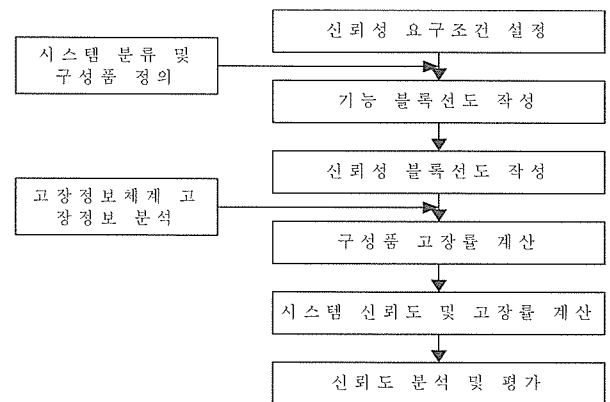 신뢰성 요구조건 설정
시스템 분류 및
구성품 정의
기능 블록선도 작성
신뢰성 블록선도 작성
고장정보체계 고
장정보 분석
구성품 고장률 계산
시스템 신뢰도 및 고장률 계산
신뢰도 분석 및 평가